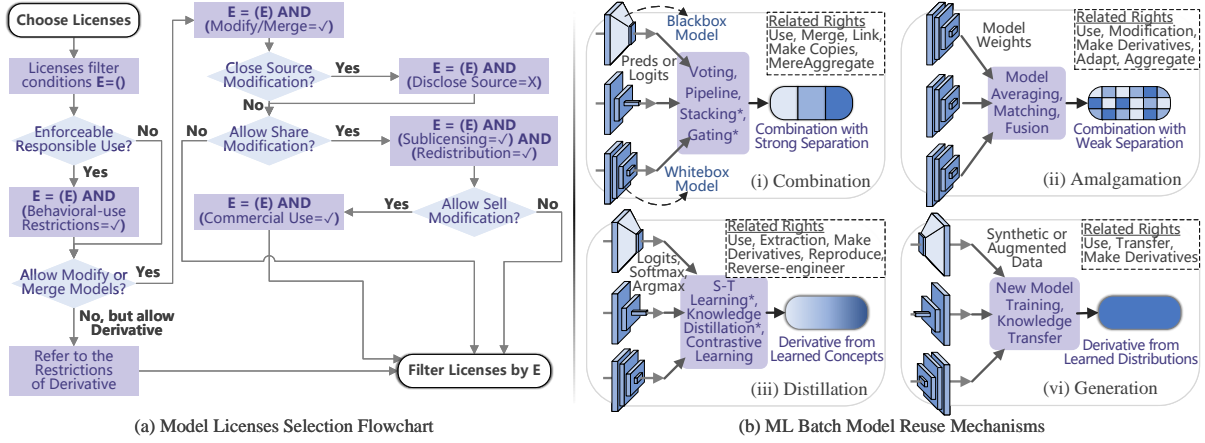 Choose Licenses
Licenses filter
conditions E=()
Enforceable
Responsible Use?
No
Yes
E = (E) AND
(Behavioral-use
Restrictions=✓)
Allow Modify or
Merge Models?
Yes
No, but allow
Derivative
Refer to the
Restrictions
of Derivative
E = (E) AND
(Modify/Merge=✓)
Close Source
Modification?
Yes
E = (E) AND
(Disclose Source=X)
No
No
Allow Share
Modification?
Yes
E = (E) AND
(Sublicensing=✓) AND
(Redistribution=✓)
E = (E) AND
(Commercial Use=✓)
Yes
Allow Sell
Modification?
No
Filter Licenses by E
(a) Model Licenses Selection Flowchart
Blackbox
Model
Preds or
Logits
Voting,
Pipeline,
Stacking*,
Gating*
Whitebox
Model
Related Rights
Use, Merge, Link,
Make Copies,
MereAggregate
Combination with
Strong Separation
(i) Combination
Model
Weights
Model
Averaging,
Matching,
Fusion
Related Rights
Use, Modification,
Make Derivatives,
Adapt, Aggregate
Combination with
Weak Separation
(ii) Amalgamation
Logits,
Softmax,
Argmax
S-T
Learning*,
Knowledge
Distillation*,
Contrastive
Learning
Related Rights
Use, Extraction, Make
Derivatives, Reproduce,
Reverse-engineer
Derivative from
Learned Concepts
(iii) Distillation
Synthetic or
Augmented
Data
New Model
Training,
Knowledge
Transfer
Related Rights
Use, Transfer,
Make Derivatives
Derivative from
Learned Distributions
(vi) Generation
(b) ML Batch Model Reuse Mechanisms